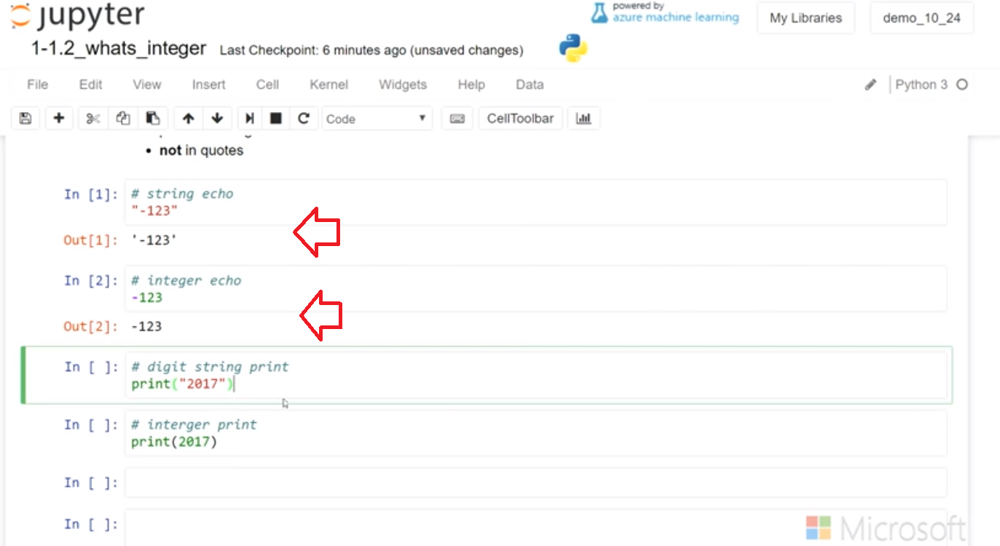 jupyter
powered by
azure machine learning
My Libraries
demo_10_24
1-1.2_whats_integer Last Checkpoint: 6 minutes ago (unsaved changes)
File Edit View Insert Cell Kernel Widgets Help Data
Python 3
Code
CellToolbar
• not in quotes
In [1]: # string echo
"-123"
Out[1]: '-123'
In [2]: # integer echo
-123
Out[2]: -123
In [ ]: # digit string print
print("2017")
In [ ]: # interger print
print(2017)
In [ ]:
In [ ]:
Microsoft